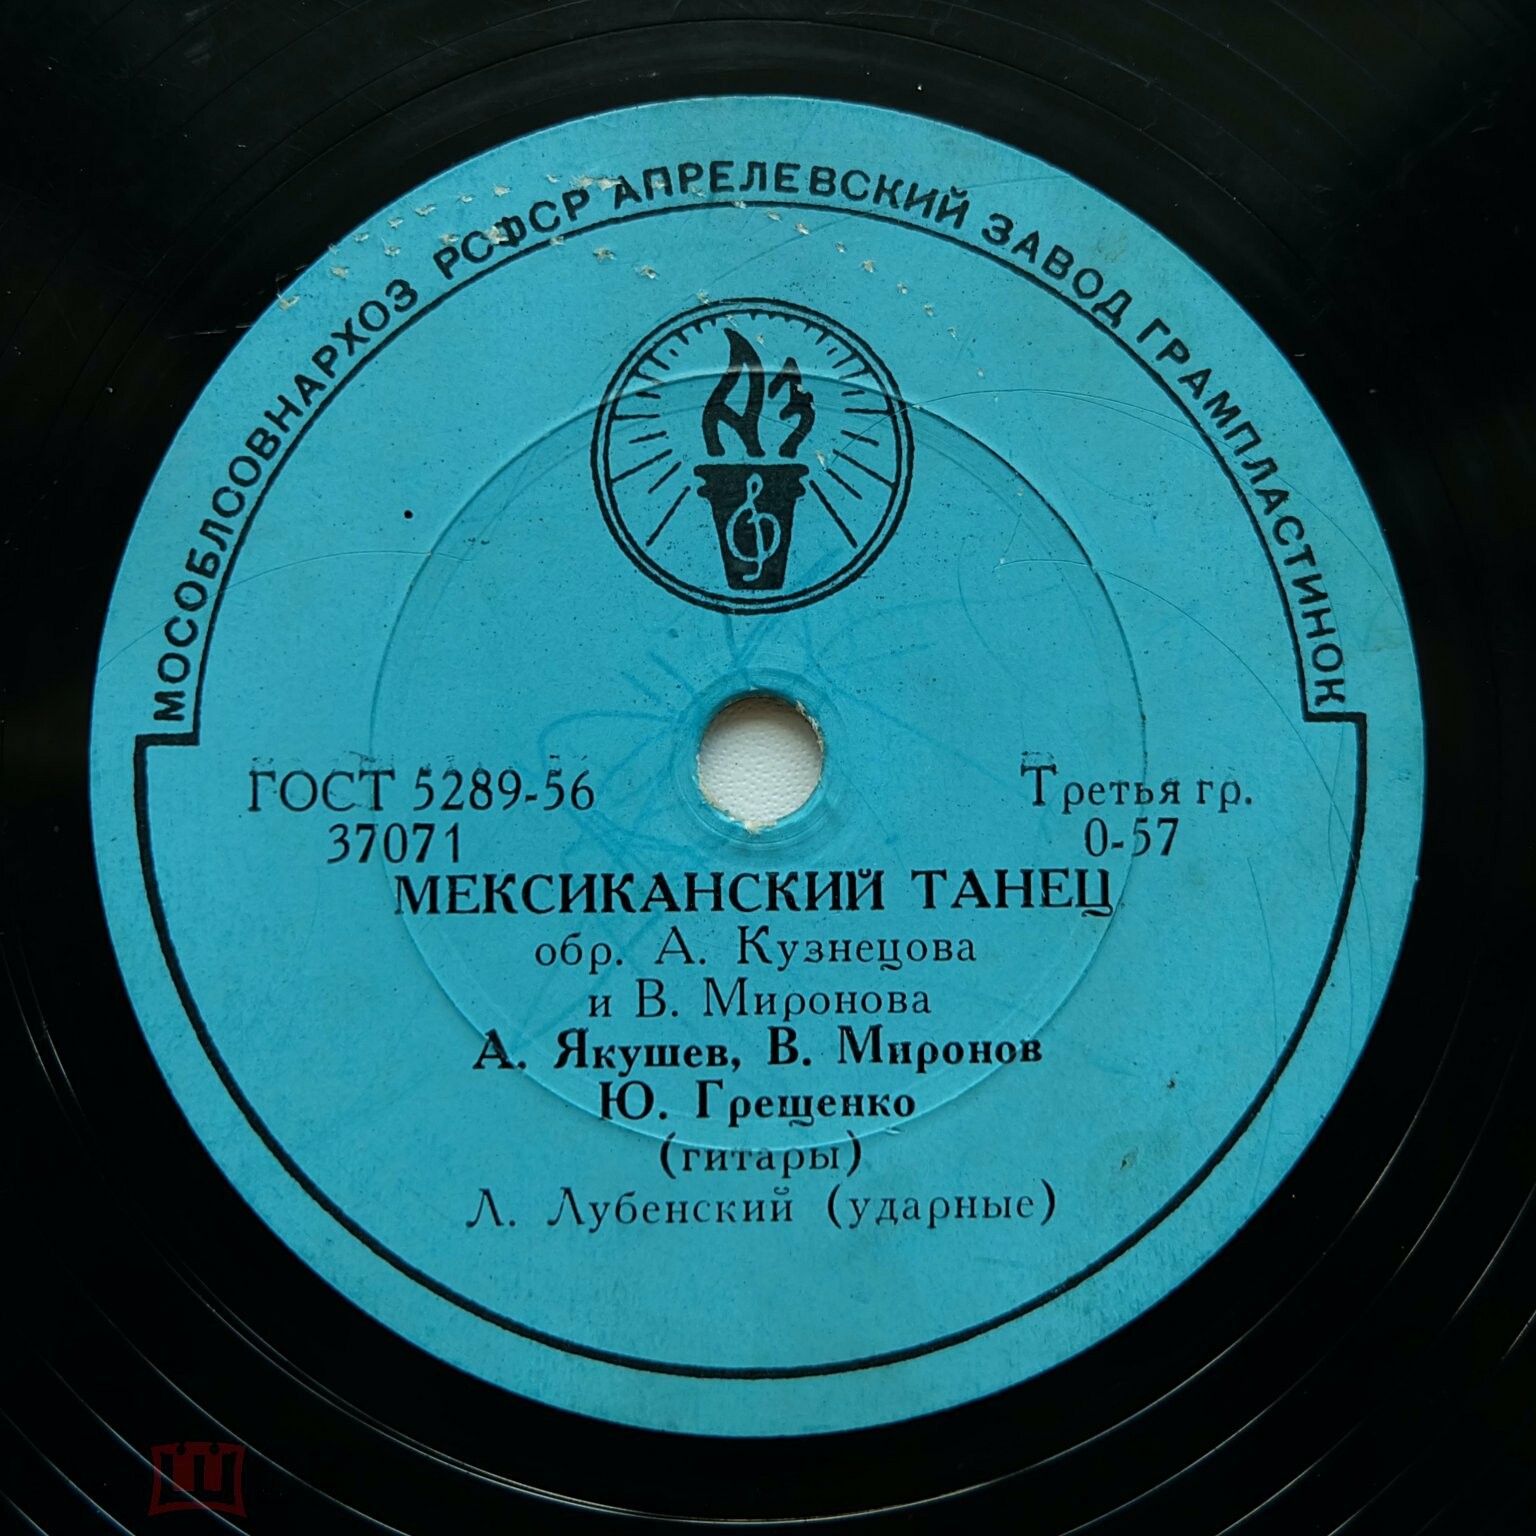 МОСОБЛСОВНАРХОЗ РСФСР АПРЕЛЕВСКИЙ ЗАВОД ГРАМПЛАСТИНОК
АЗ
ГОСТ 5289-56
37071
Третья гр.
0-57
МЕКСИКАНСКИЙ ТАНЕЦ
обр. А. Кузнецова
и В. Миронова
А. Якушев, В. Миронов
Ю. Грещенко
(гитары)
Л. Лубенский (ударные)